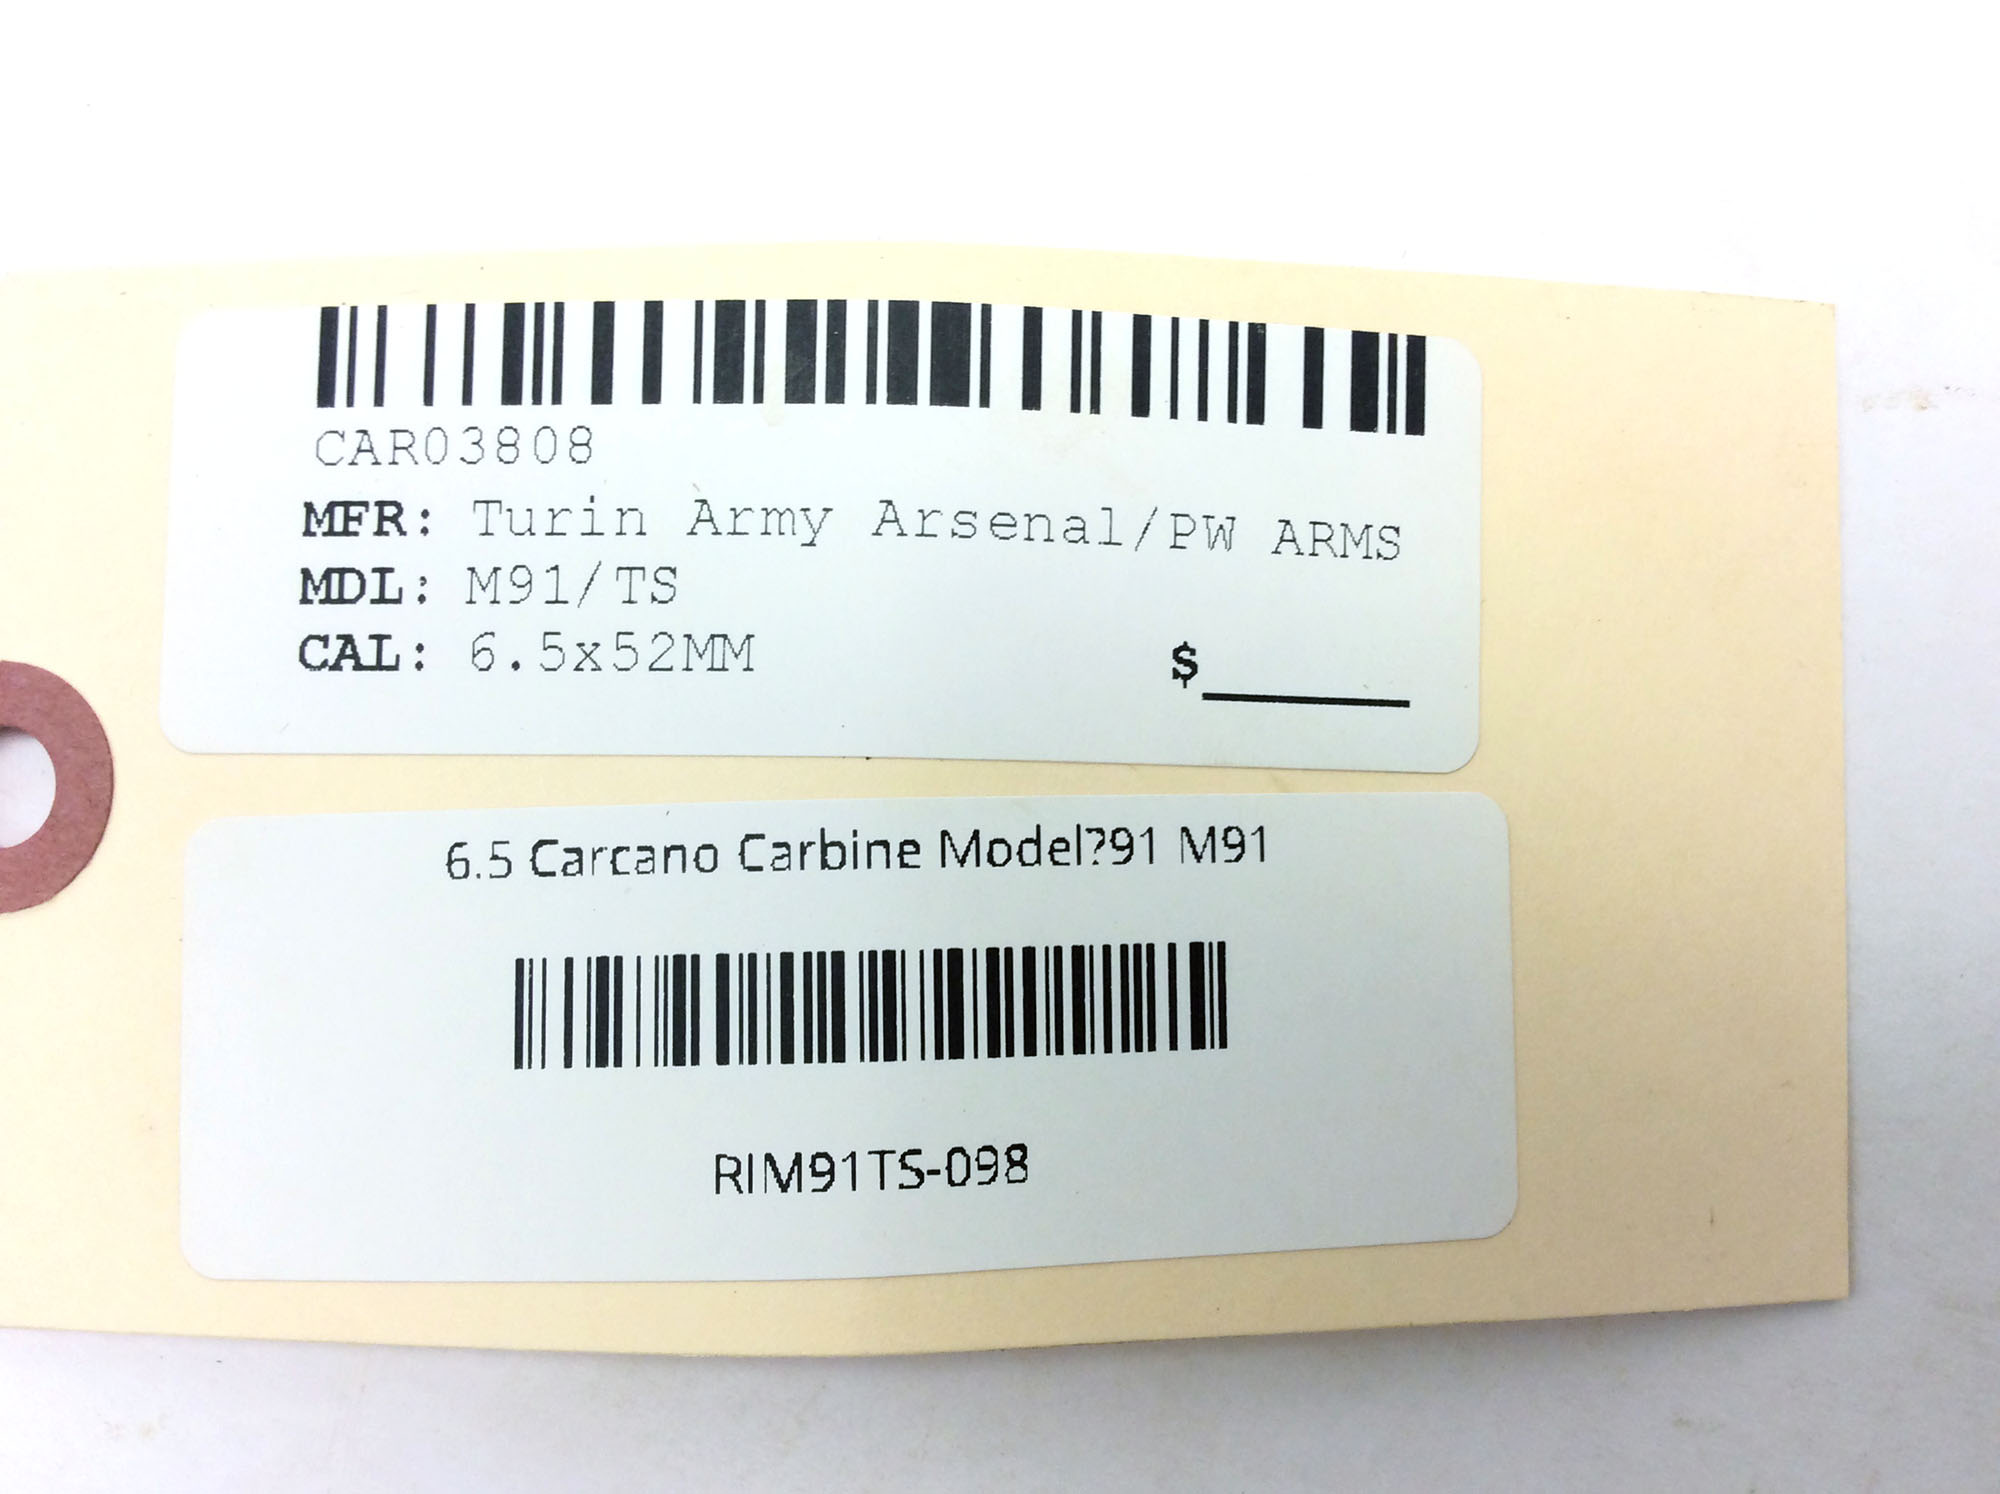 CAR03808
MFR: Turin Army Arsenal/PW ARMS
MDL: M91/TS
CAL: 6.5x52MM
$
6.5 Carcano Carbine Model?91 M91
RIM91TS-098